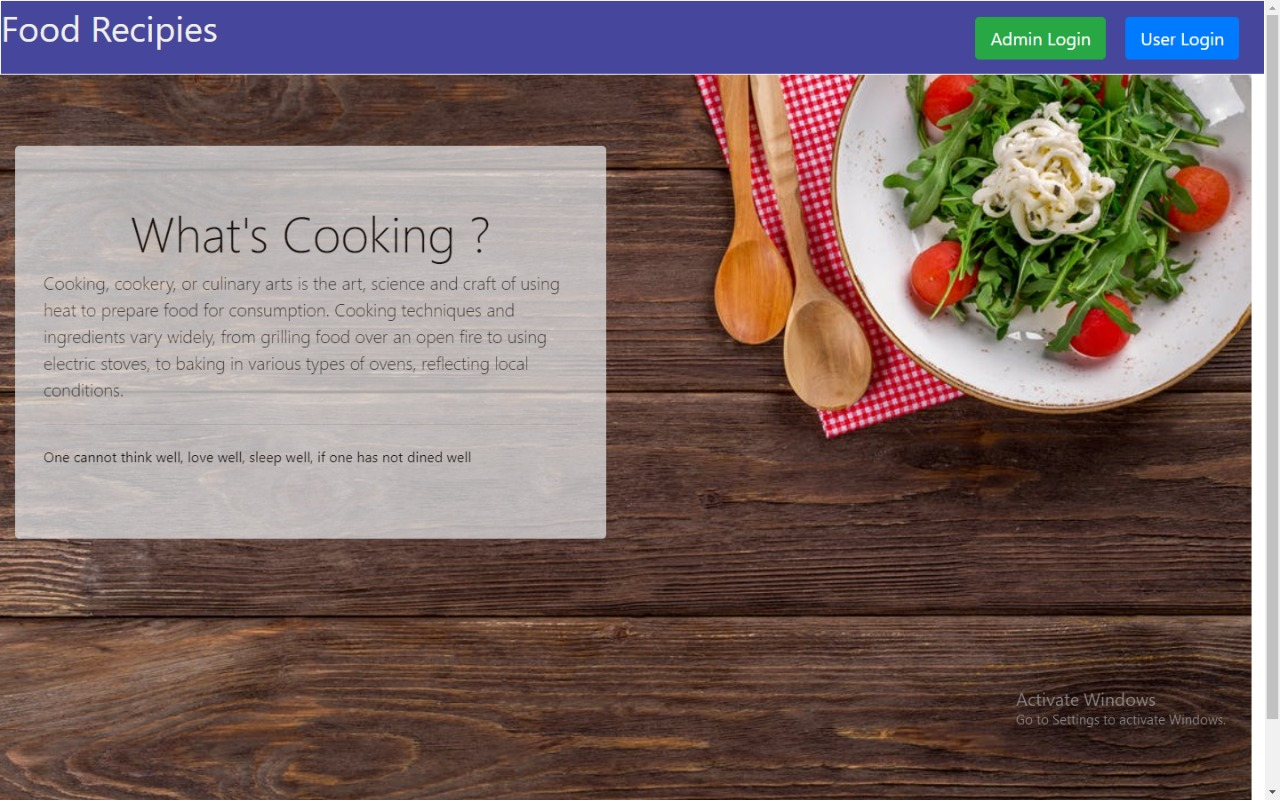 Food Recipies
Admin Login
User Login
What's Cooking ?
Cooking, cookery, or culinary arts is the art, science and craft of using
heat to prepare food for consumption. Cooking techniques and
ingredients vary widely, from grilling food over an open fire to using
electric stoves, to baking in various types of ovens, reflecting local
conditions.
One cannot think well, love well, sleep well, if one has not dined well
Activate Windows
Go to Settings to activate Windows.